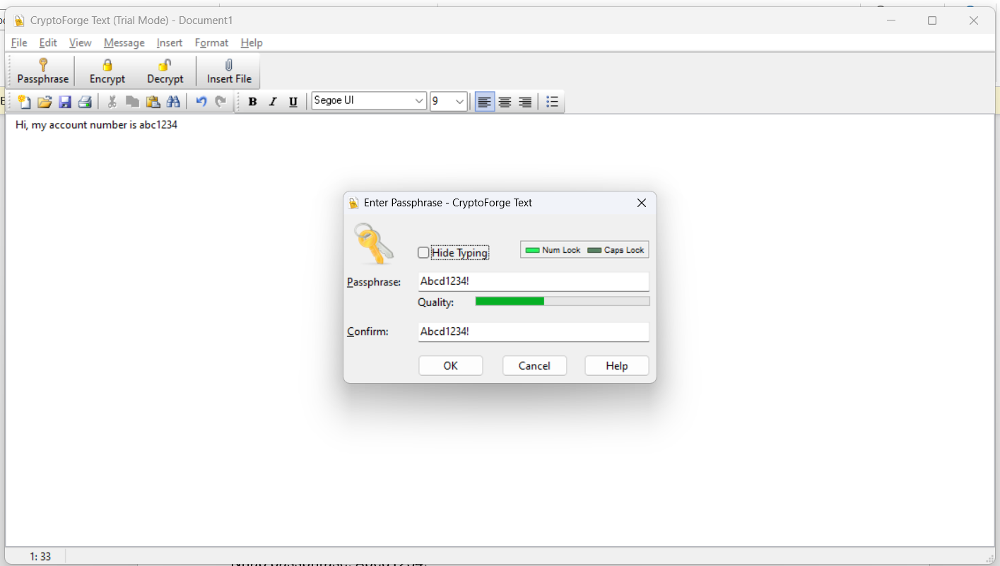 CryptoForge Text (Trial Mode) - Document1
File Edit View Message Insert Format Help
Passphrase Encrypt Decrypt Insert File
B I U Segoe UI 9
Hi, my account number is abc1234
Enter Passphrase - CryptoForge Text
Hide Typing Num Lock Caps Lock
Passphrase: Abcd1234!
Quality:
Confirm: Abcd1234!
OK Cancel Help
1: 33